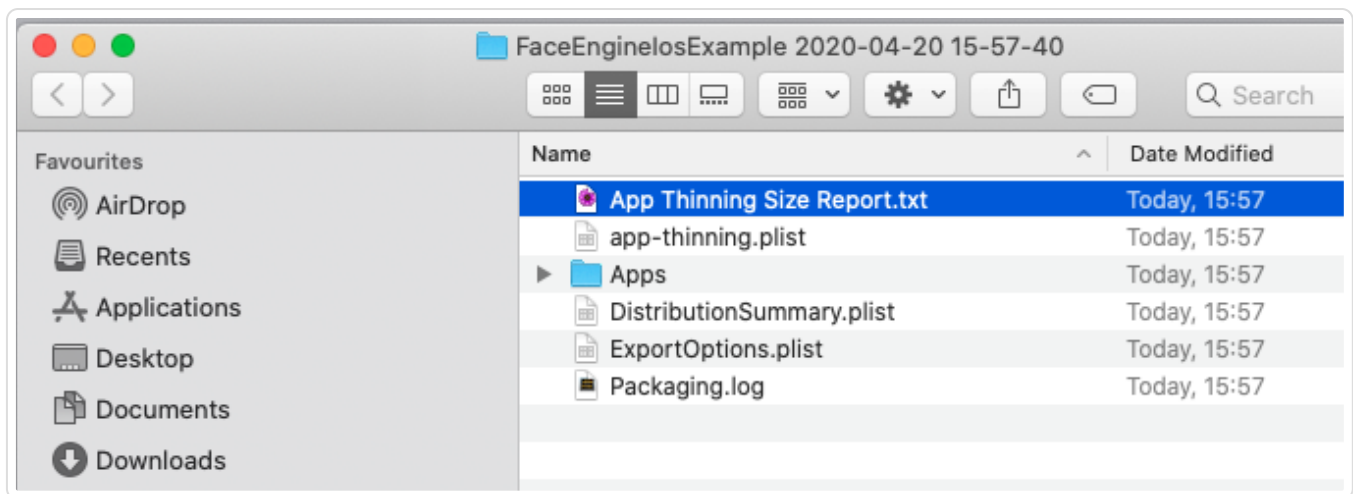 FaceEngineIosExample 2020-04-20 15-57-40
Search
Favourites
AirDrop
Recents
Applications
Desktop
Documents
Downloads
Name Date Modified
App Thinning Size Report.txt Today, 15:57
app-thinning.plist Today, 15:57
Apps Today, 15:57
DistributionSummary.plist Today, 15:57
ExportOptions.plist Today, 15:57
Packaging.log Today, 15:57